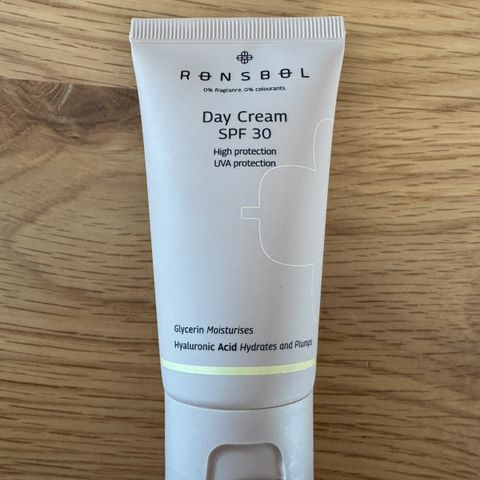 RØNSBØL
0% fragrance. 0% colourants.
Day Cream
SPF 30
High protection
UVA protection
Glycerin Moisturises
Hyaluronic Acid Hydrates and Plumps